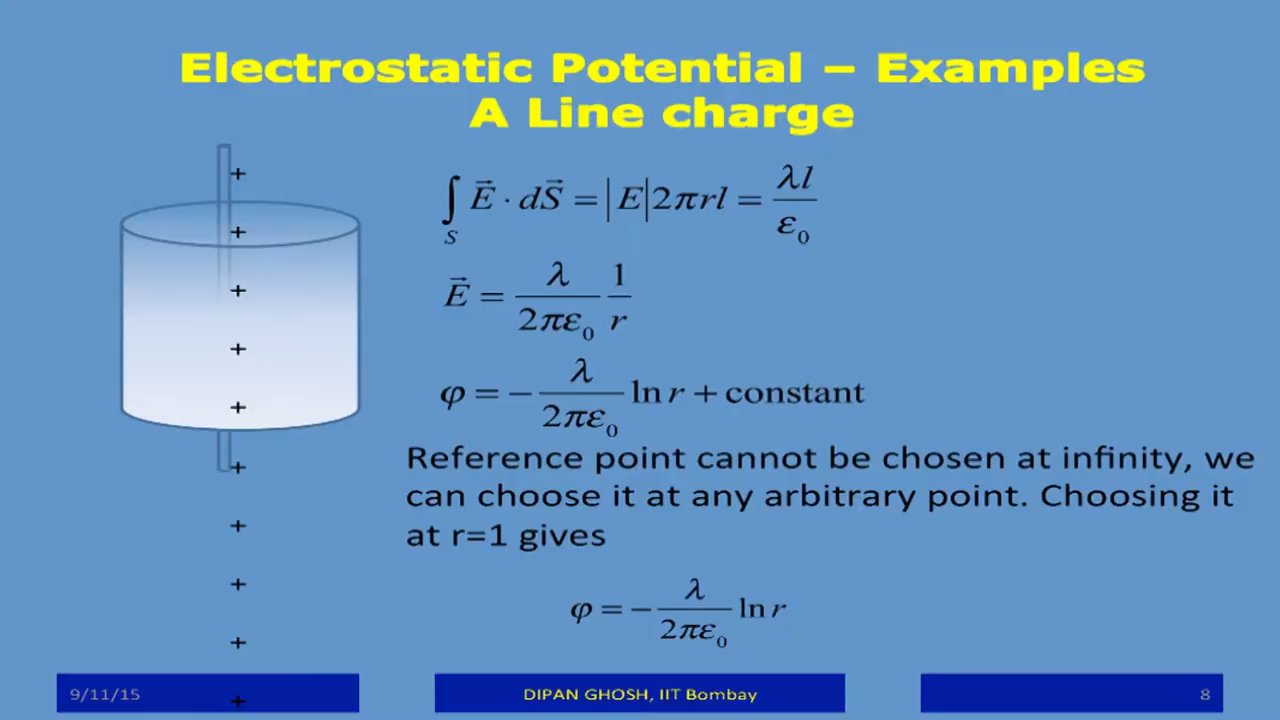 Electrostatic Potential – Examples
A Line charge
+
+
+
+
+
+
+
+
+
+
∫_S E⃗ · dS⃗ = |E| 2πrl = λl / ε₀
E⃗ = λ / 2πε₀ 1 / r
φ = − λ / 2πε₀ ln r + constant
Reference point cannot be chosen at infinity, we
can choose it at any arbitrary point. Choosing it
at r=1 gives
φ = − λ / 2πε₀ ln r
9/11/15
DIPAN GHOSH, IIT Bombay
8